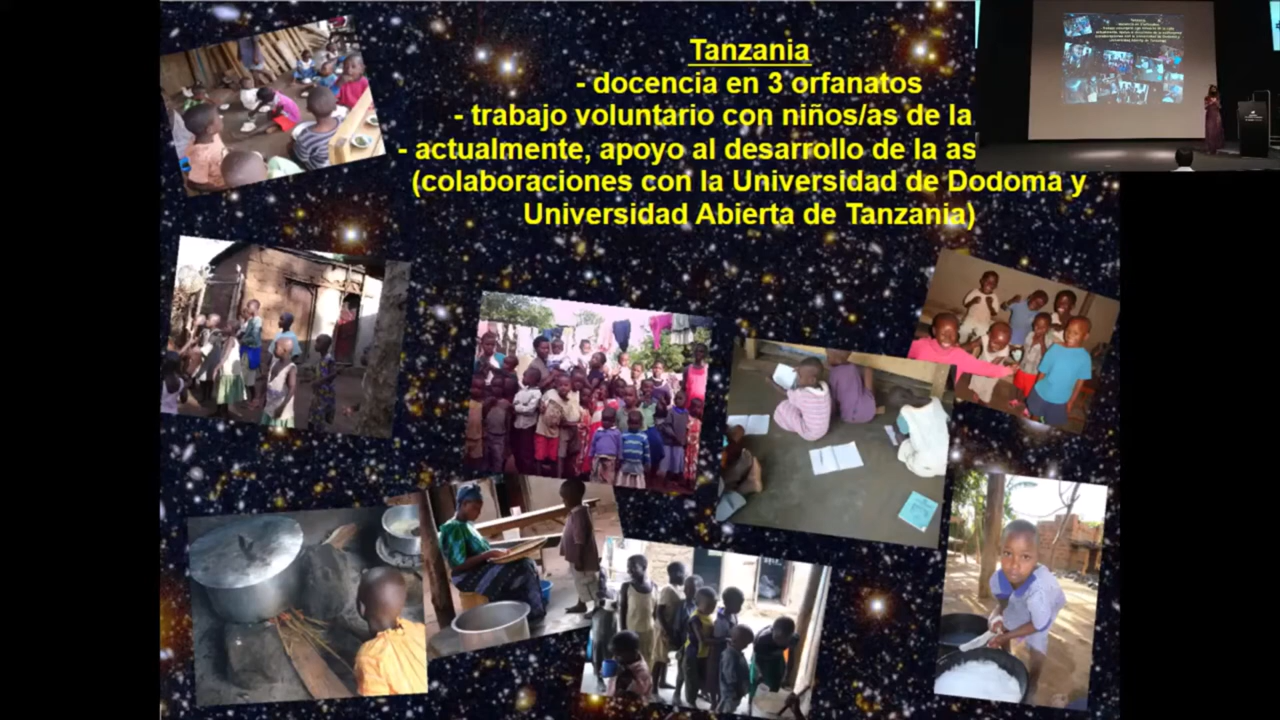 Tanzania
- docencia en 3 orfanatos
- trabajo voluntario con niños/as de la
- actualmente, apoyo al desarrollo de la as
(colaboraciones con la Universidad de Dodoma y
Universidad Abierta de Tanzania)